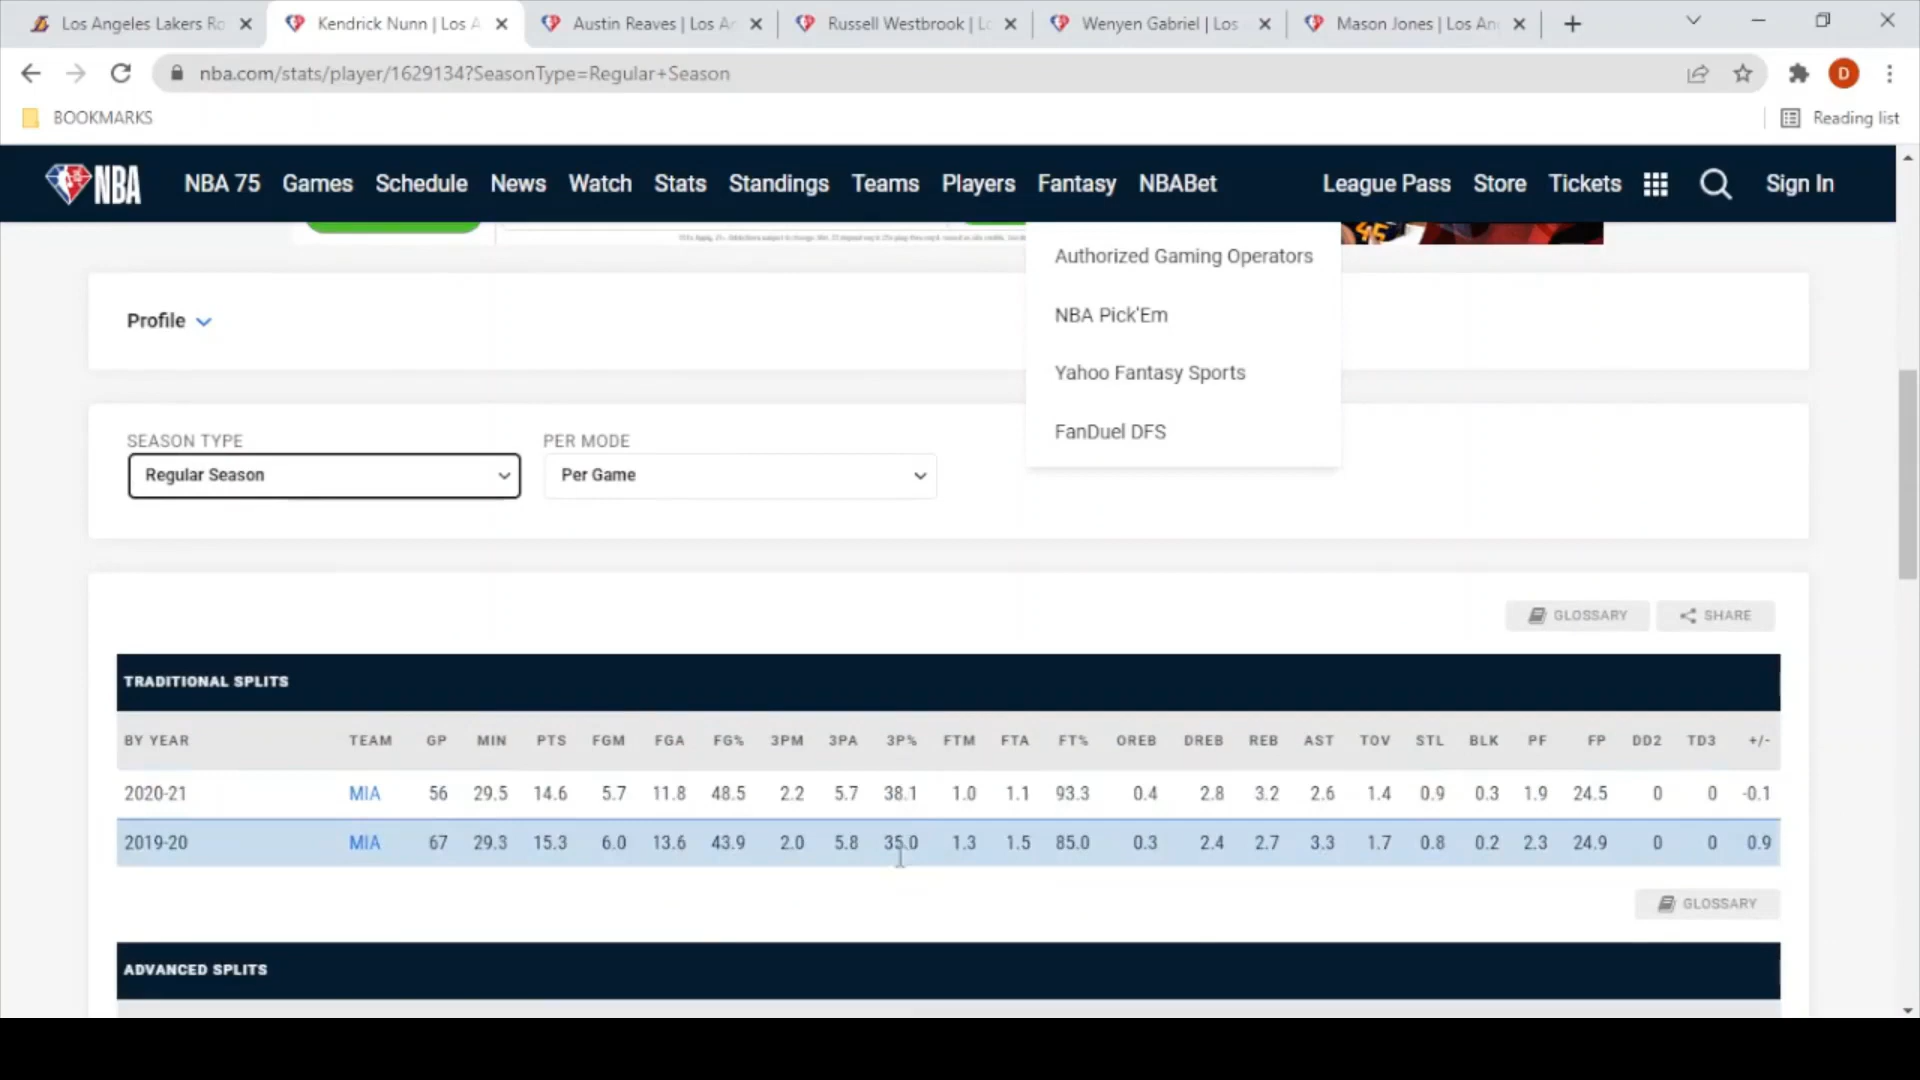 Los Angeles Lakers Ro
Kendrick Nunn | Los A
Austin Reaves | Los An
Russell Westbrook | Lo
Wenyen Gabriel | Los
Mason Jones | Los An
nba.com/stats/player/1629134?SeasonType=Regular+Season
D
BOOKMARKS
Reading list
NBA
NBA 75 Games Schedule News Watch Stats Standings Teams Players Fantasy NBABet League Pass Store Tickets Sign In
45
Authorized Gaming Operators
NBA Pick'Em
Yahoo Fantasy Sports
FanDuel DFS
Profile
SEASON TYPE PER MODE
Regular Season Per Game
GLOSSARY SHARE
TRADITIONAL SPLITS
BY YEAR TEAM GP MIN PTS FGM FGA FG% 3PM 3PA 3P% FTM FTA FT% OREB DREB REB AST TOV STL BLK PF FP DD2 TD3 +/-
2020-21 MIA 56 29.5 14.6 5.7 11.8 48.5 2.2 5.7 38.1 1.0 1.1 93.3 0.4 2.8 3.2 2.6 1.4 0.9 0.3 1.9 24.5 0 0 -0.1
2019-20 MIA 67 29.3 15.3 6.0 13.6 43.9 2.0 5.8 35.0 1.3 1.5 85.0 0.3 2.4 2.7 3.3 1.7 0.8 0.2 2.3 24.9 0 0 0.9
GLOSSARY
ADVANCED SPLITS